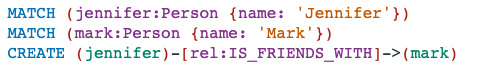 MATCH (jennifer:Person {name: 'Jennifer'})
MATCH (mark:Person {name: 'Mark'})
CREATE (jennifer)-[rel:IS_FRIENDS_WITH]->(mark)